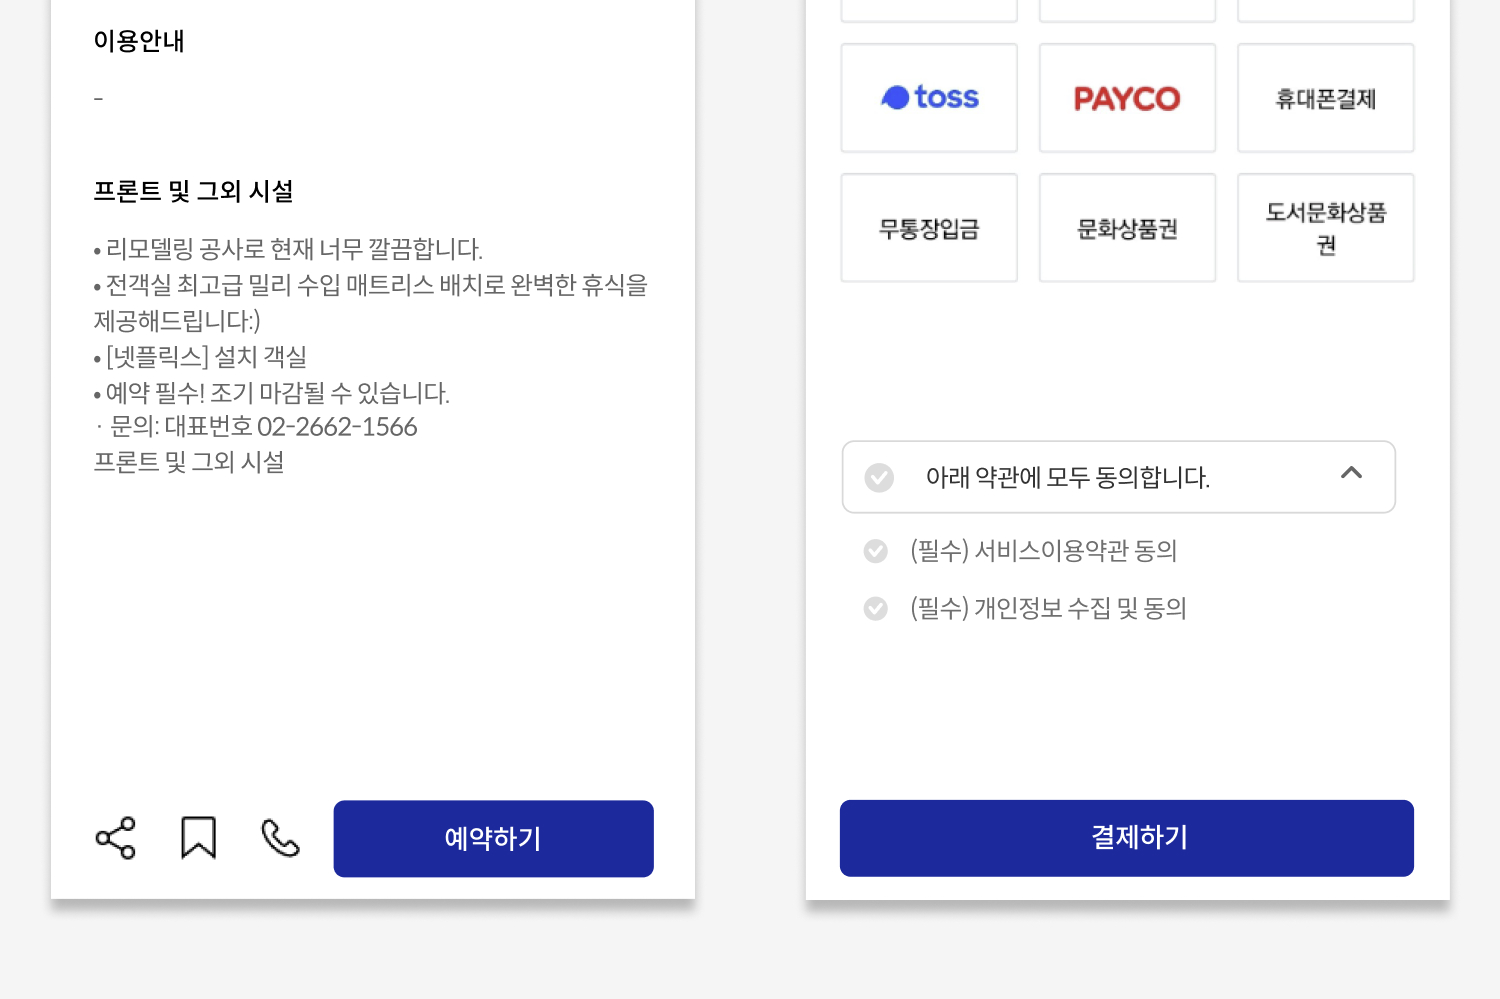 이용안내
-
프론트 및 그외 시설
• 리모델링 공사로 현재 너무 깔끔합니다.
• 전객실 최고급 밀리 수입 매트리스 배치로 완벽한 휴식을
제공해드립니다:)
• [넷플릭스] 설치 객실
• 예약 필수! 조기 마감될 수 있습니다.
· 문의: 대표번호 02-2662-1566
프론트 및 그외 시설
예약하기
toss
PAYCO
휴대폰결제
무통장입금
문화상품권
도서문화상품
권
아래 약관에 모두 동의합니다.
(필수) 서비스이용약관 동의
(필수) 개인정보 수집 및 동의
결제하기